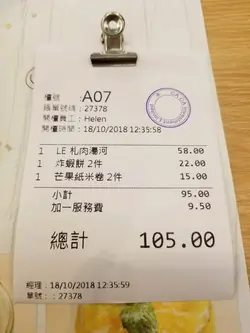 檯號 :A07
賬單號碼: 27378
開檯員工: Helen
開檯時間: 18/10/2018 12:35:58
1 LE 札肉湯河 58.00
1 炸蝦餅 2件 22.00
1 芒果紙米卷 2件 15.00
小計 95.00
加一服務費 9.50
總計 105.00
經理: 18/10/2018 12:35:59
單號: :27378